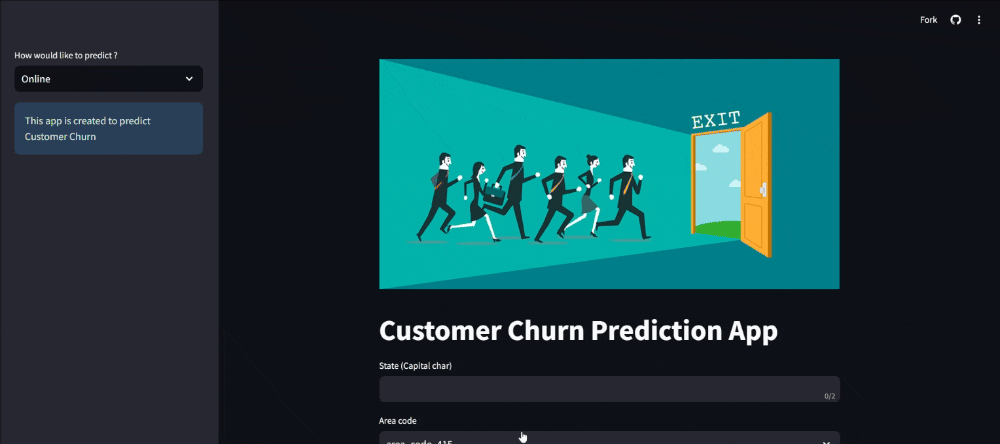 Fork
How would like to predict ?
Online
This app is created to predict
Customer Churn
EXIT
Customer Churn Prediction App
State (Capital char)
0/2
Area code
area_code_415